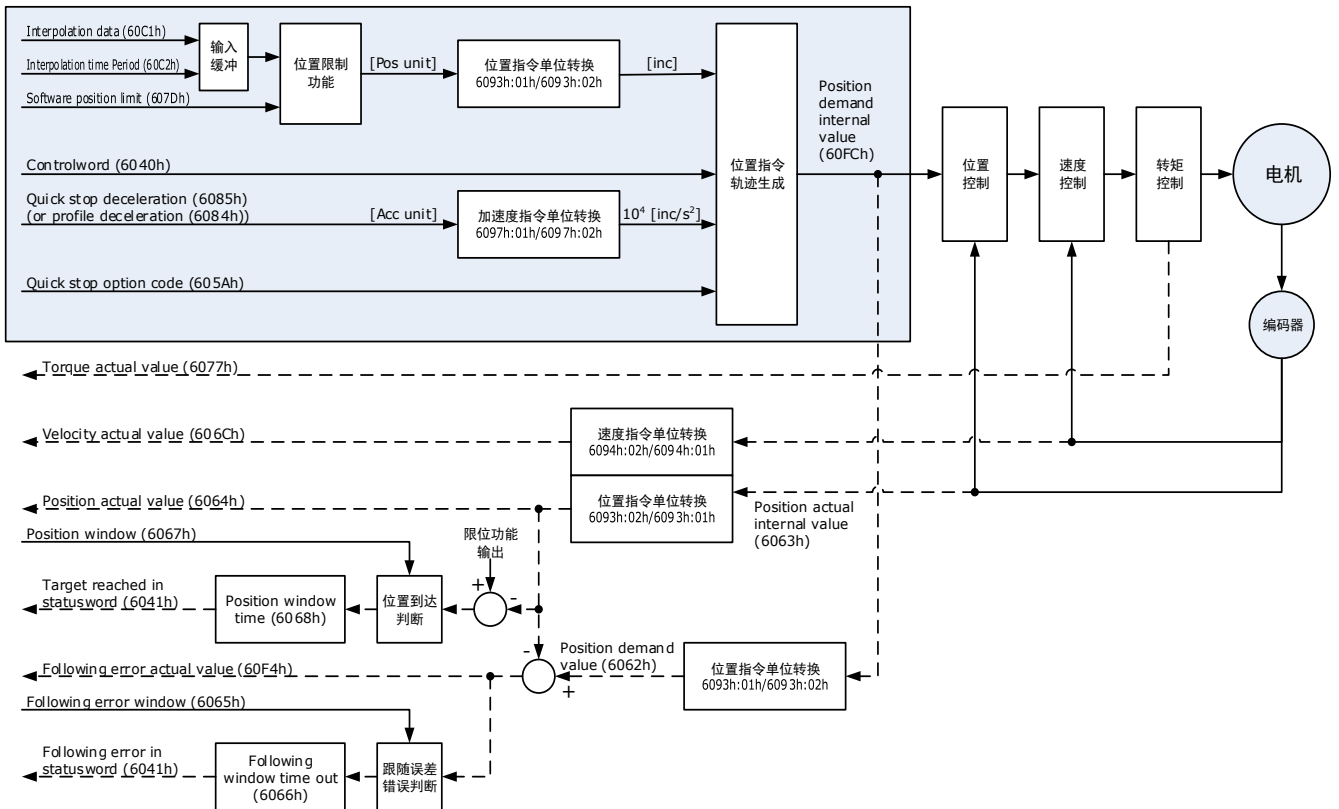 Interpolation data (60C1h)
Interpolation time Period (60C2h)
Software position limit (607Dh)
输入
缓冲
位置限制
功能
[Pos unit]
位置指令单位转换
6093h:01h/6093h:02h
[inc]
Controlword (6040h)
Quick stop deceleration (6085h)
(or profile deceleration (6084h))
[Acc unit]
加速度指令单位转换
6097h:01h/6097h:02h
10⁴ [inc/s²]
Quick stop option code (605Ah)
位置指令
轨迹生成
Position
demand
internal
value
(60FCh)
位置
控制
速度
控制
转矩
控制
电机
编码器
Torque actual value (6077h)
Velocity actual value (606Ch)
速度指令单位转换
6094h:02h/6094h:01h
Position actual value (6064h)
位置指令单位转换
6093h:02h/6093h:01h
Position actual
internal value
(6063h)
Position window (6067h)
限位功能
输出
Target reached in
statusword (6041h)
Position window
time (6068h)
位置到达
判断
+
-
-
+
Position demand
value (6062h)
位置指令单位转换
6093h:01h/6093h:02h
Following error actual value (60F4h)
Following error window (6065h)
Following error in
statusword (6041h)
Following
window time out
(6066h)
跟随误差
错误判断